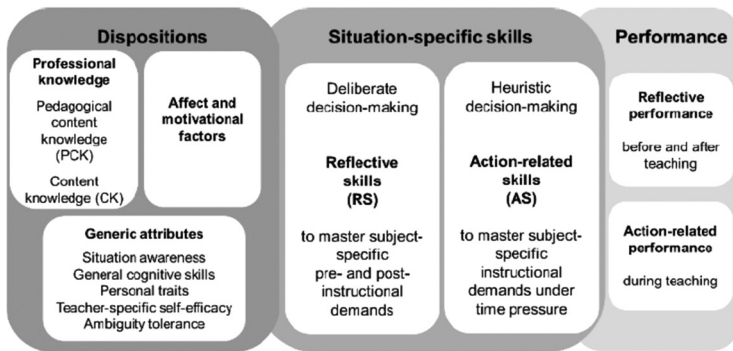 Dispositions
Professional
knowledge
Pedagogical
content
knowledge
(PCK)
Content
knowledge (CK)
Affect and
motivational
factors
Generic attributes
Situation awareness
General cognitive skills
Personal traits
Teacher-specific self-efficacy
Ambiguity tolerance
Situation-specific skills
Deliberate
decision-making
Reflective
skills
(RS)
to master subject-
specific
pre- and post-
instructional
demands
Heuristic
decision-making
Action-related
skills
(AS)
to master subject-
specific
instructional
demands under
time pressure
Performance
Reflective
performance
before and after
teaching
Action-related
performance
during teaching